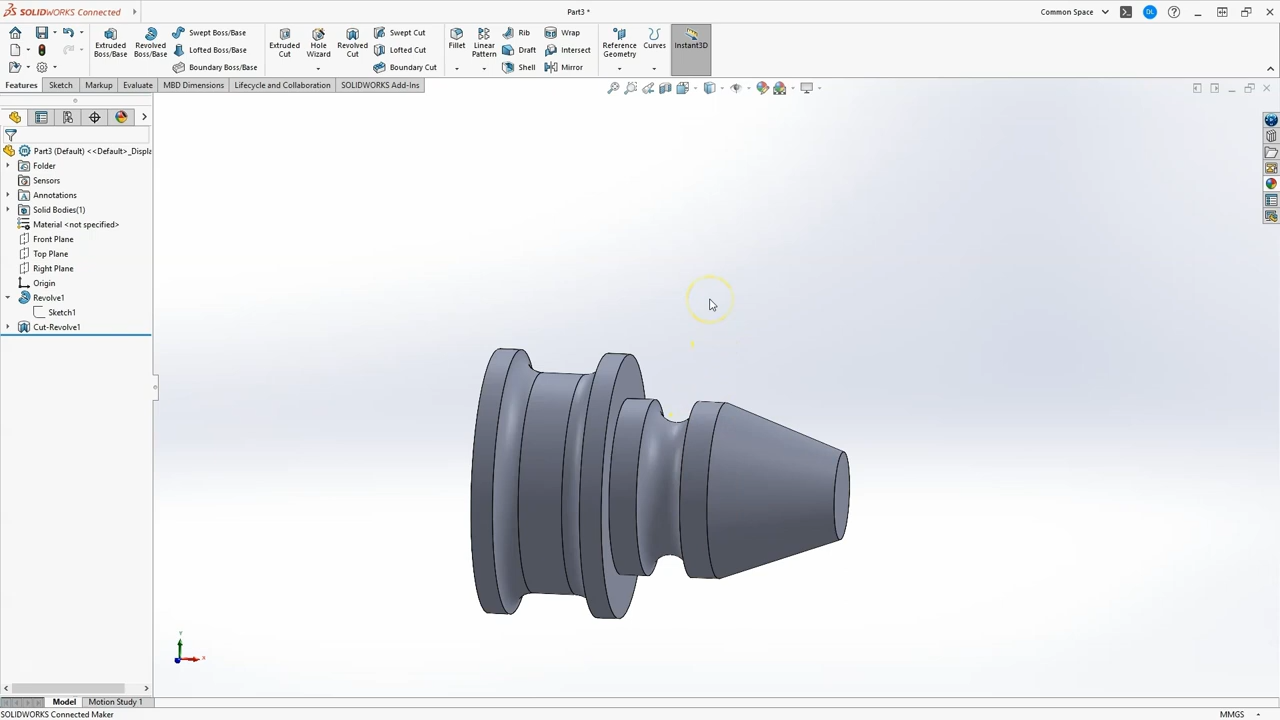 SOLIDWORKS Connected
Part3 *
Common Space
DL
Extruded Boss/Base
Revolved Boss/Base
Swept Boss/Base
Lofted Boss/Base
Boundary Boss/Base
Extruded Cut
Hole Wizard
Revolved Cut
Swept Cut
Lofted Cut
Boundary Cut
Fillet
Linear Pattern
Rib
Draft
Shell
Wrap
Intersect
Mirror
Reference Geometry
Curves
Instant3D
Features
Sketch
Markup
Evaluate
MBD Dimensions
Lifecycle and Collaboration
SOLIDWORKS Add-Ins
Part3 (Default) <<Default>_Displa
Folder
Sensors
Annotations
Solid Bodies(1)
Material <not specified>
Front Plane
Top Plane
Right Plane
Origin
Revolve1
Sketch1
Cut-Revolve1
Y
X
Model
Motion Study 1
SOLIDWORKS Connected Maker
MMGS